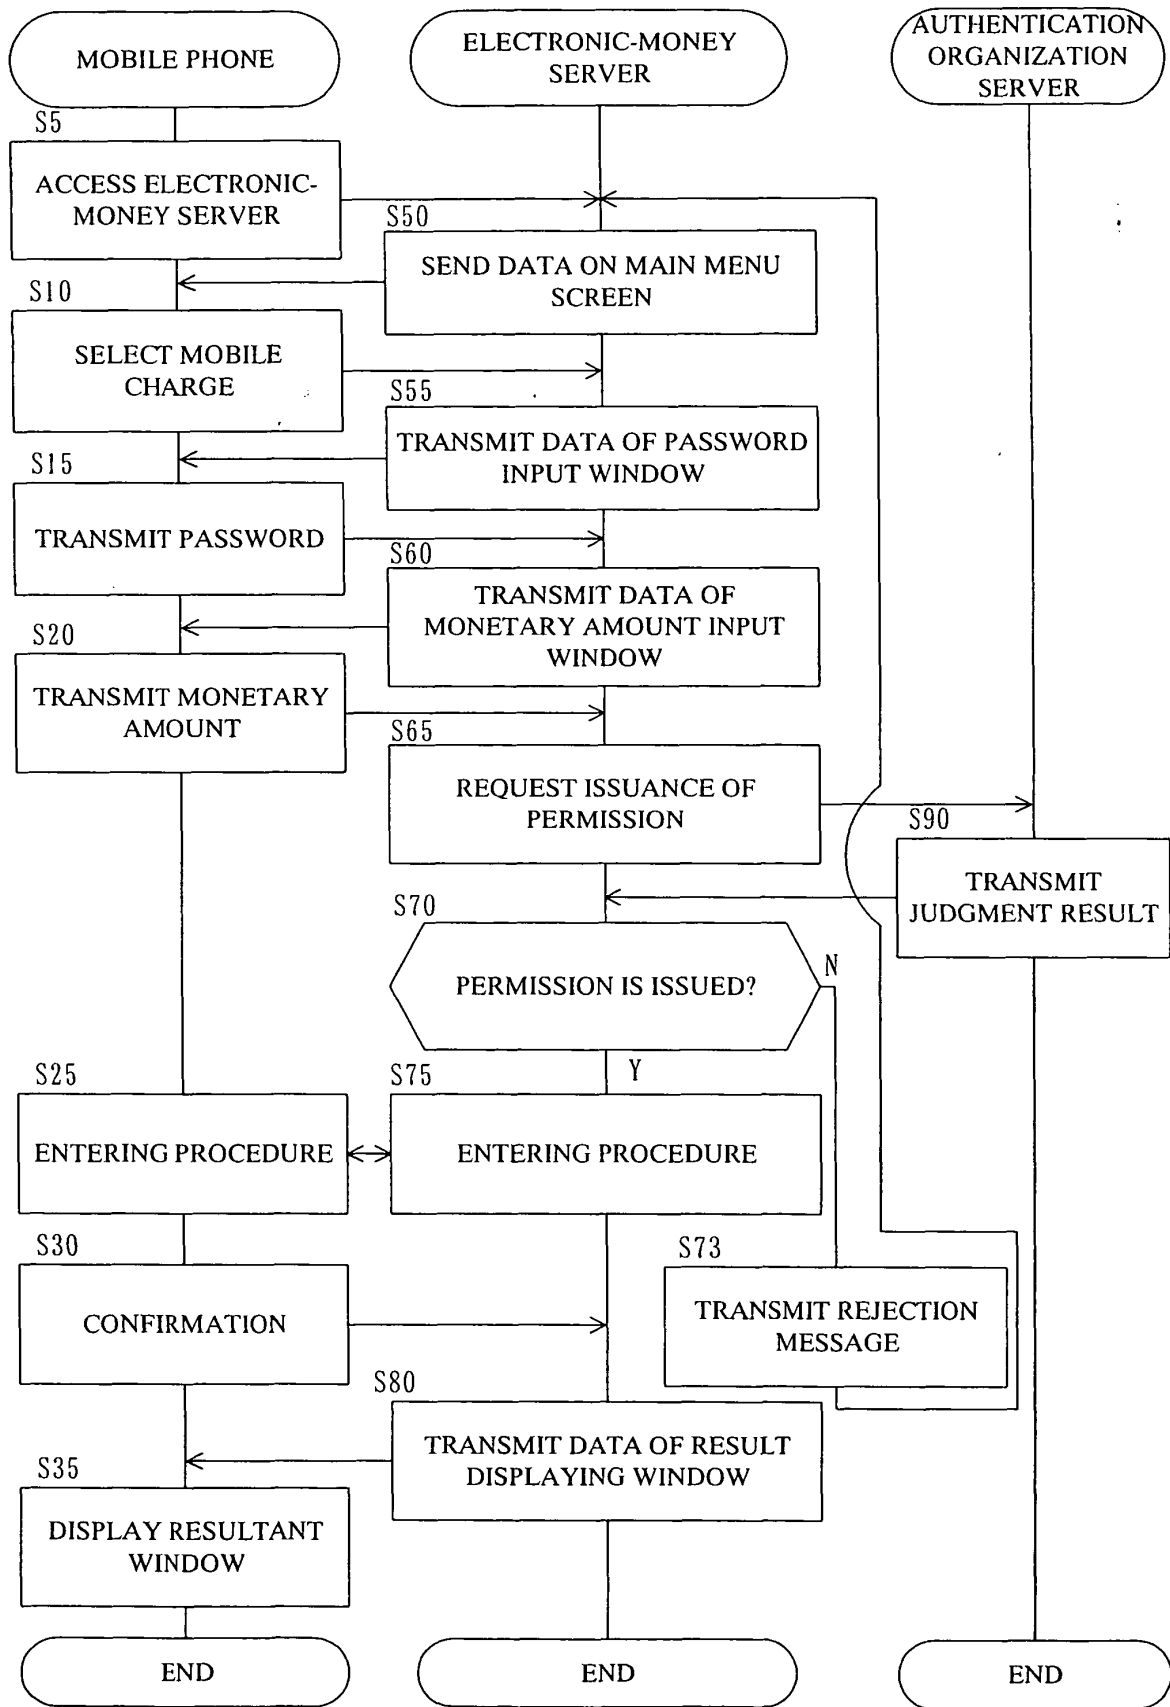 MOBILE PHONE
ELECTRONIC-MONEY
SERVER
AUTHENTICATION
ORGANIZATION
SERVER
S5
ACCESS ELECTRONIC-
MONEY SERVER
S50
SEND DATA ON MAIN MENU
SCREEN
S10
SELECT MOBILE
CHARGE
S55
TRANSMIT DATA OF PASSWORD
INPUT WINDOW
S15
TRANSMIT PASSWORD
S60
TRANSMIT DATA OF
MONETARY AMOUNT INPUT
WINDOW
S20
TRANSMIT MONETARY
AMOUNT
S65
REQUEST ISSUANCE OF
PERMISSION
S90
TRANSMIT
JUDGMENT RESULT
S70
PERMISSION IS ISSUED?
N
Y
S25
ENTERING PROCEDURE
S75
ENTERING PROCEDURE
S30
CONFIRMATION
S73
TRANSMIT REJECTION
MESSAGE
S80
TRANSMIT DATA OF RESULT
DISPLAYING WINDOW
S35
DISPLAY RESULTANT
WINDOW
END
END
END